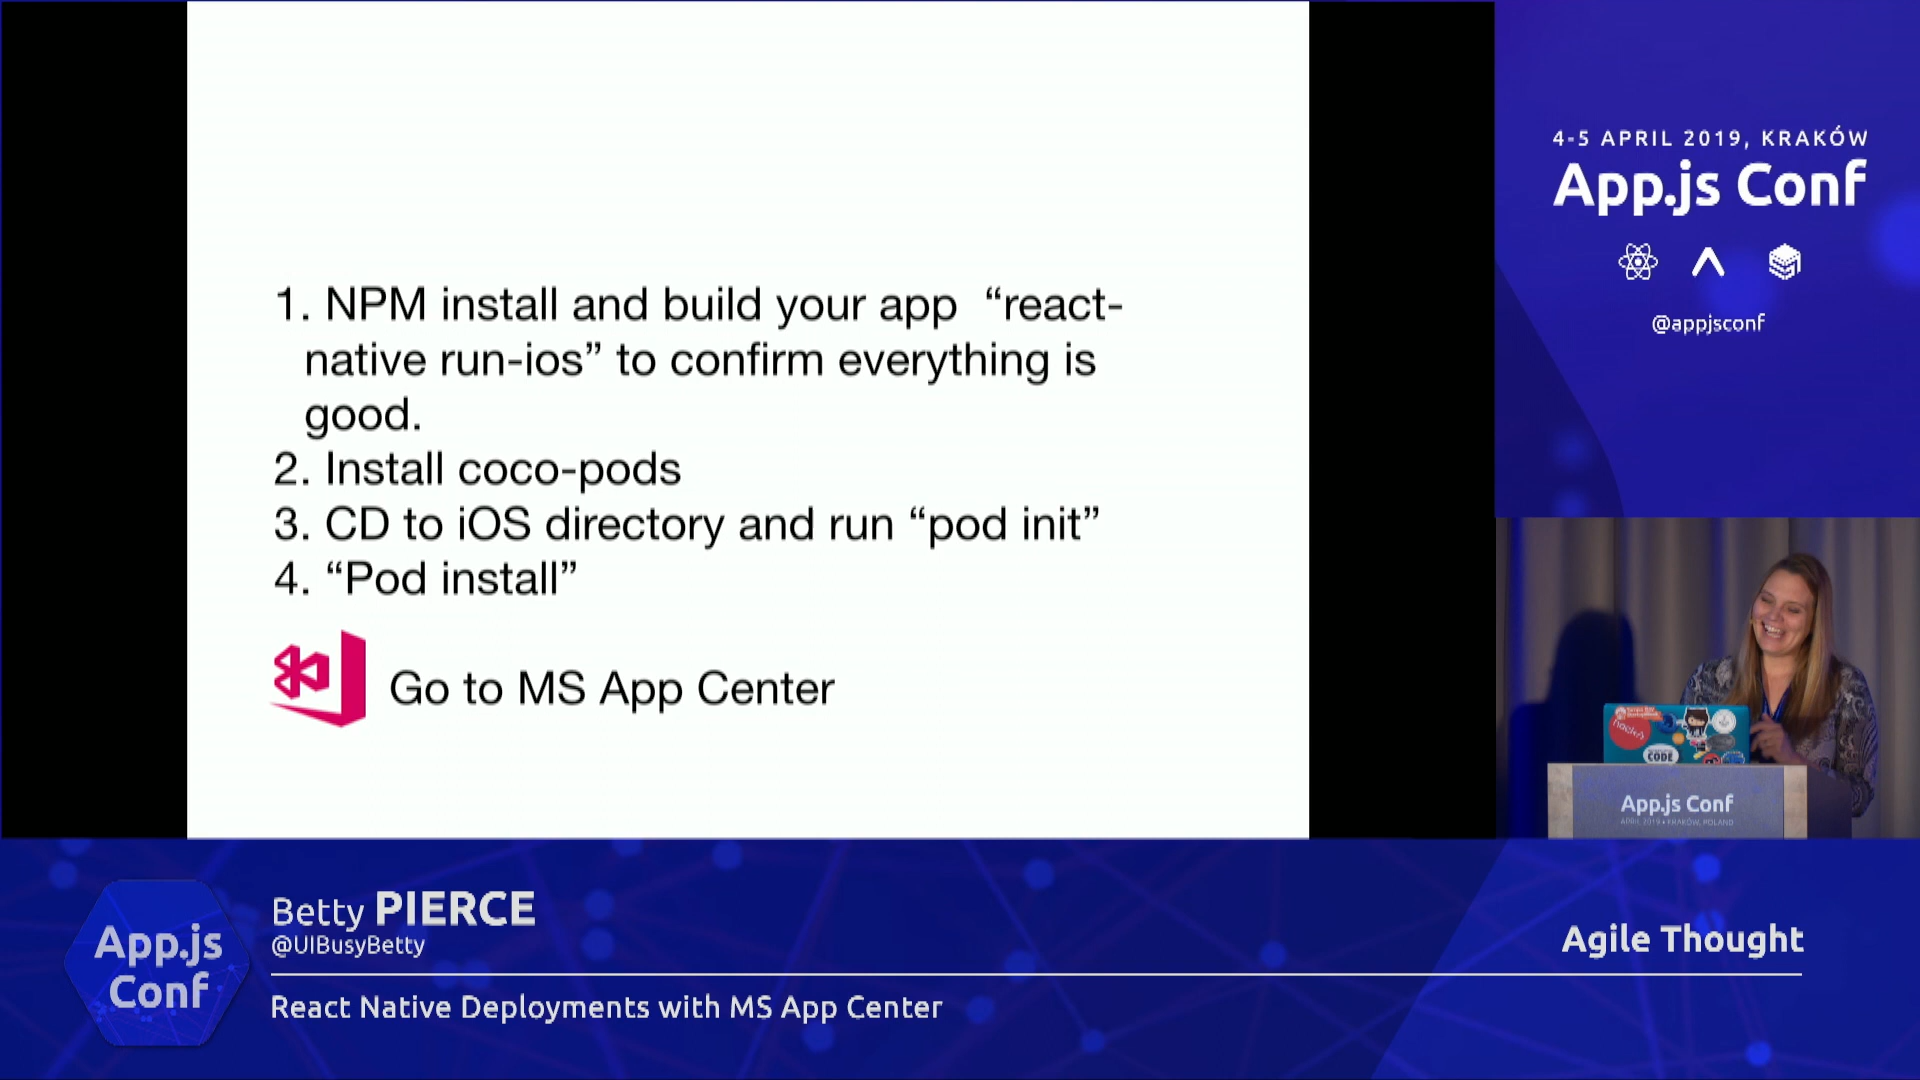 1. NPM install and build your app “react-
native run-ios” to confirm everything is
good.
2. Install coco-pods
3. CD to iOS directory and run “pod init”
4. “Pod install”
Go to MS App Center
4-5 APRIL 2019, KRAKÓW
App.js Conf
@appjsconf
CODE
App.js Conf
APRIL 2019 • KRAKÓW, POLAND
App.js
Conf
Betty PIERCE
@UIBusyBetty
Agile Thought
React Native Deployments with MS App Center